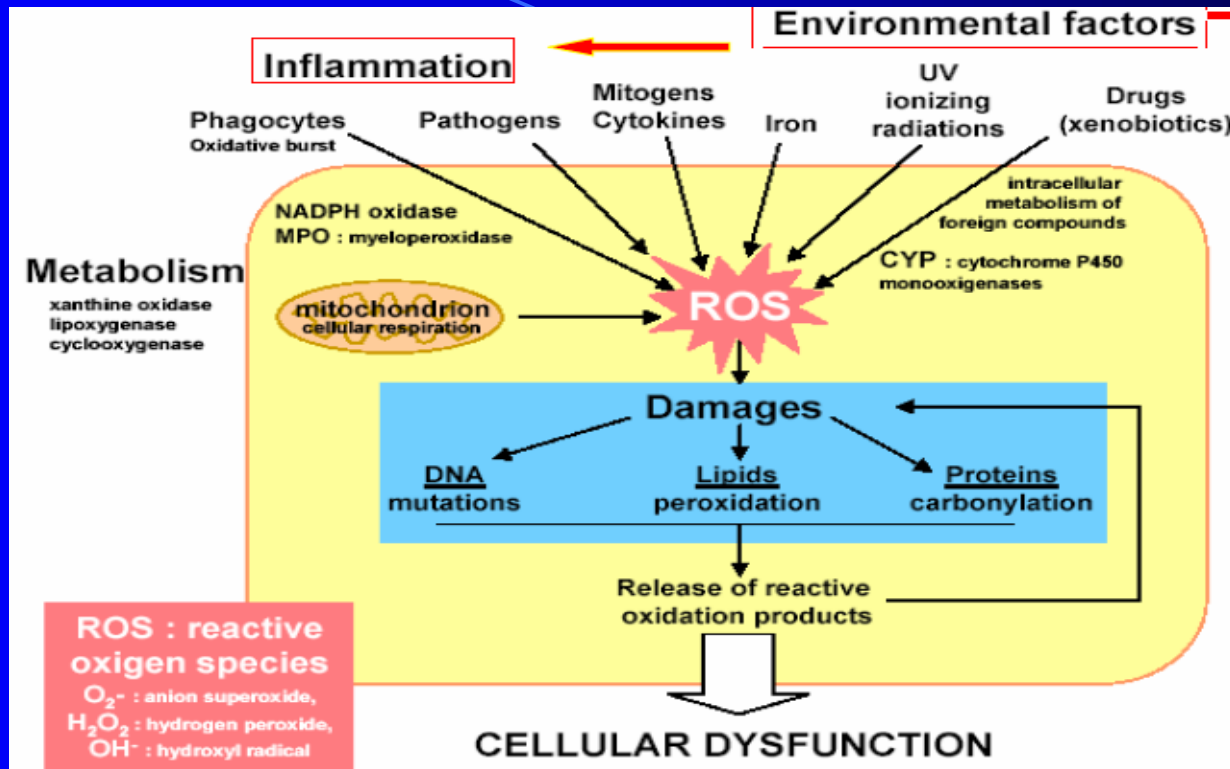 Environmental factors
Inflammation
Phagocytes
Oxidative burst
Pathogens
Mitogens
Cytokines
Iron
UV
ionizing
radiations
Drugs
(xenobiotics)
NADPH oxidase
MPO : myeloperoxidase
intracellular
metabolism of
foreign compounds
CYP : cytochrome P450
monooxigenases
Metabolism
xanthine oxidase
lipoxygenase
cyclooxygenase
mitochondrion
cellular respiration
ROS
Damages
DNA
mutations
Lipids
peroxidation
Proteins
carbonylation
Release of reactive
oxidation products
ROS : reactive
oxigen species
O₂- : anion superoxide,
H₂O₂ : hydrogen peroxide,
OH- : hydroxyl radical
CELLULAR DYSFUNCTION